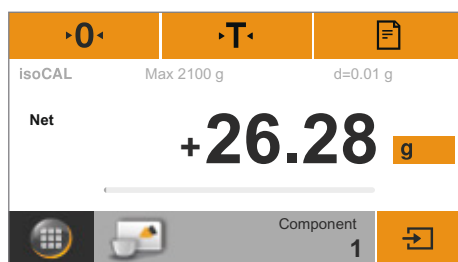 0 T
isoCAL Max 2100 g d=0.01 g
Net
+26.28 g
Component
1